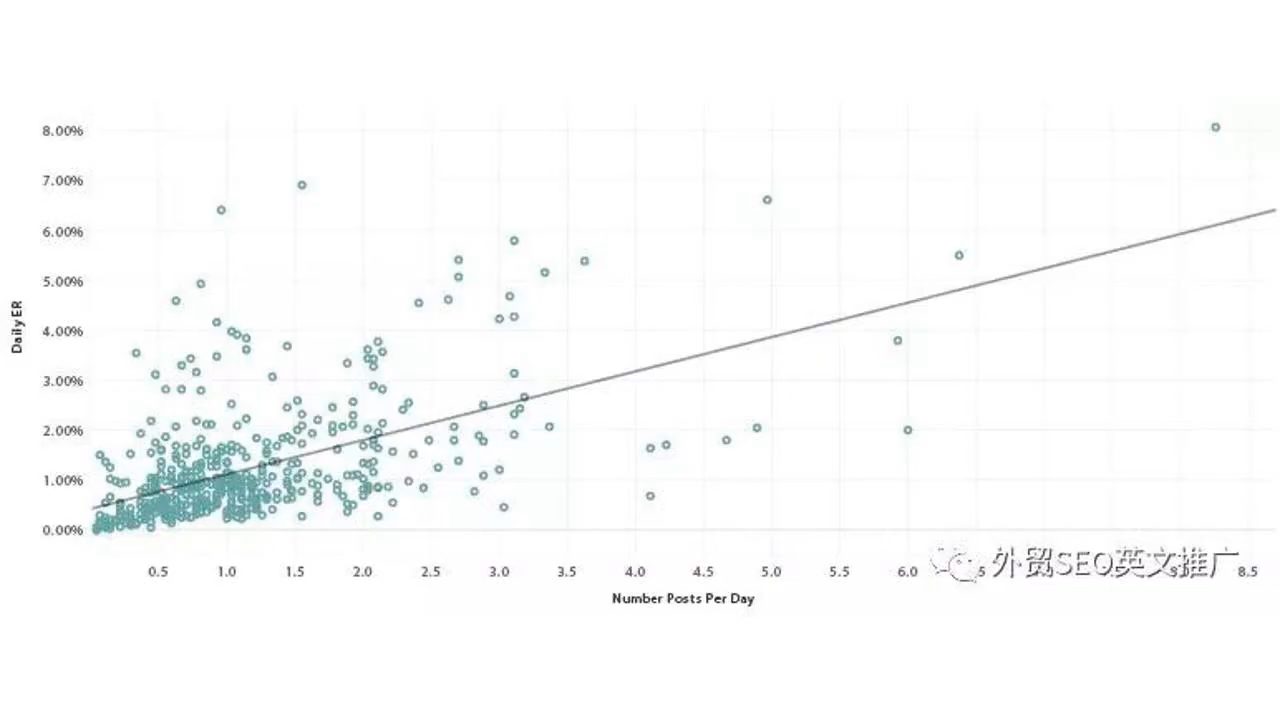 8.00%
7.00%
6.00%
5.00%
4.00%
3.00%
2.00%
1.00%
0.00%
Daily ER
0.5 1.0 1.5 2.0 2.5 3.0 3.5 4.0 4.5 5.0 5.5 6.0 8.5
外贸SEO英文推广
Number Posts Per Day